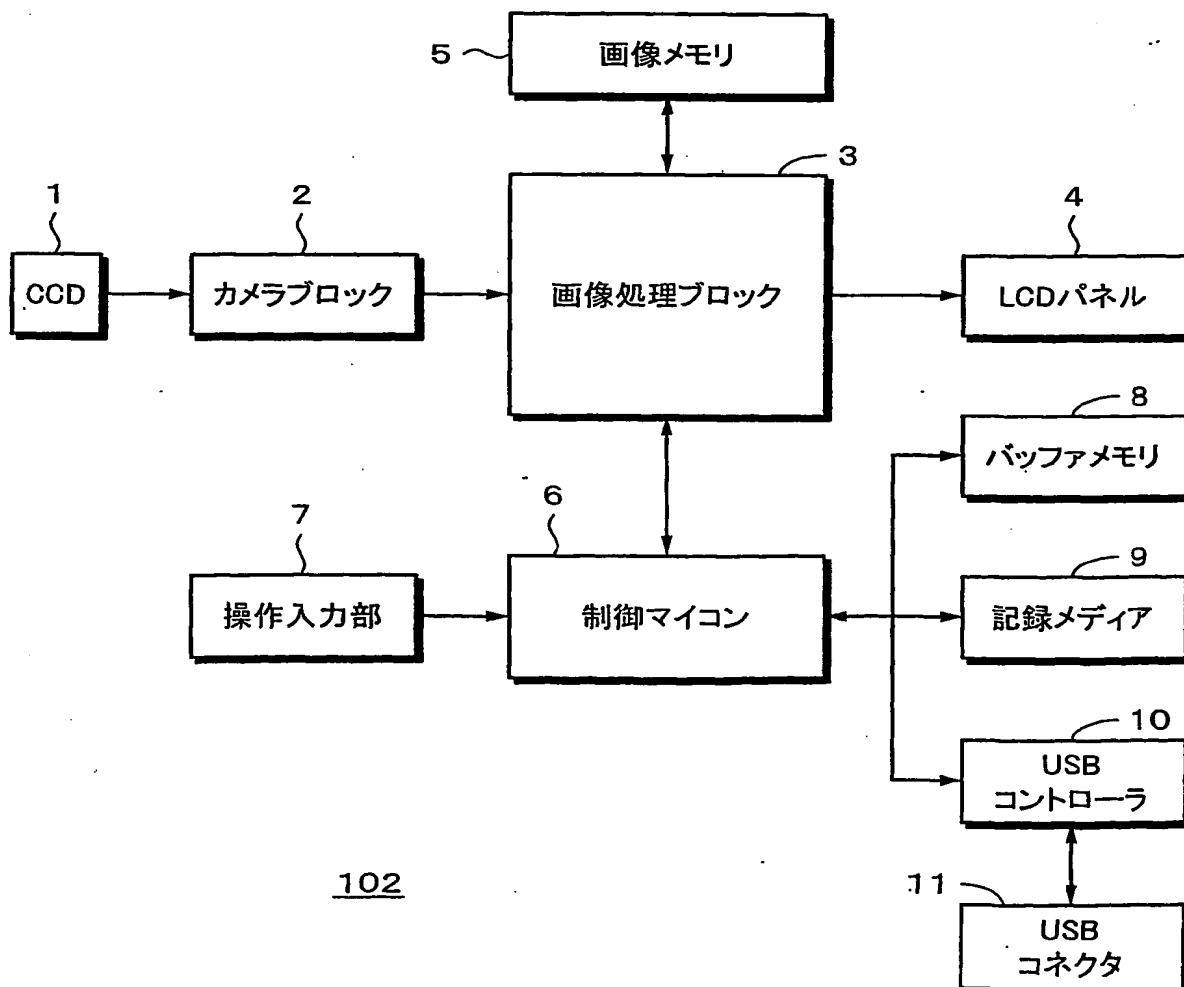 5
画像メモリ
3
1
2
4
CCD
カメラブロック
画像処理ブロック
LCDパネル
8
バッファメモリ
6
7
9
操作入力部
制御マイコン
記録メディア
10
USB
コントローラ
102
11
USB
コネクタ